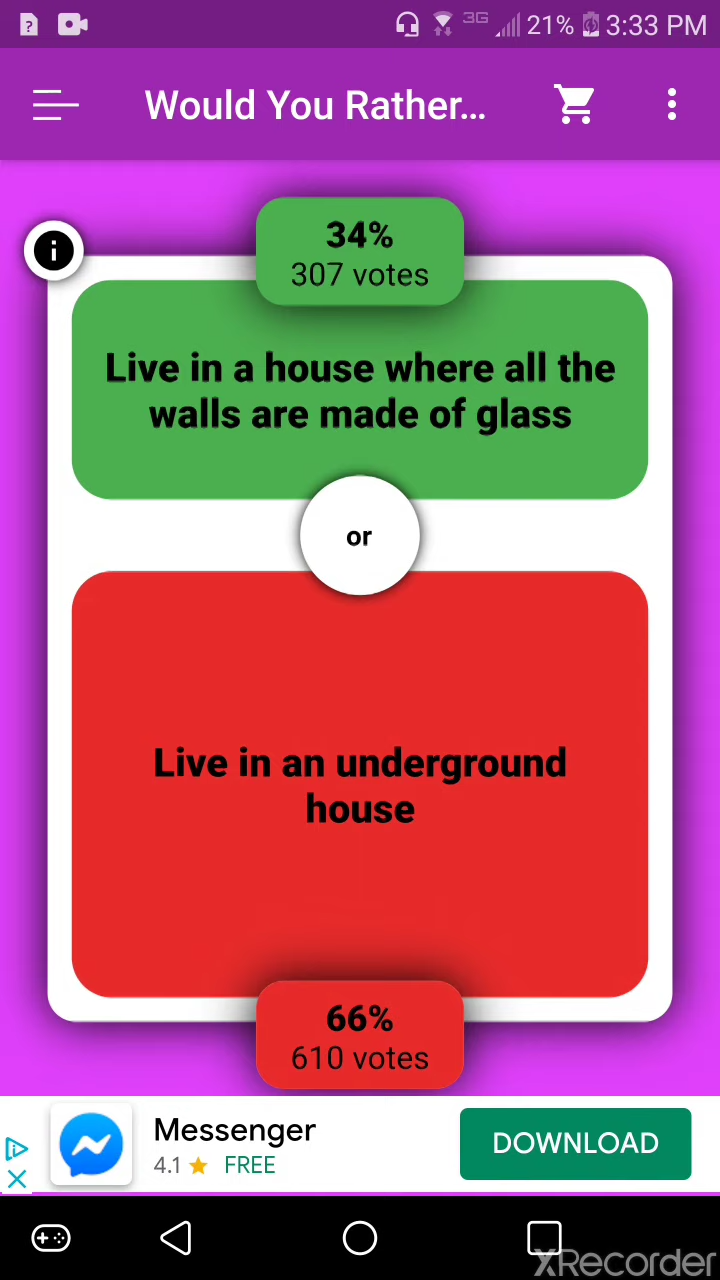 3G 21% 3:33 PM
Would You Rather...
34%
307 votes
Live in a house where all the
walls are made of glass
or
Live in an underground
house
66%
610 votes
Messenger
4.1 FREE
DOWNLOAD
XRecorder